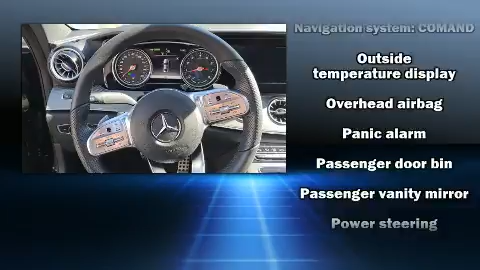 Navigation system: COMAND
Outside
temperature display
Overhead airbag
Panic alarm
Passenger door bin
Passenger vanity mirror
Power steering